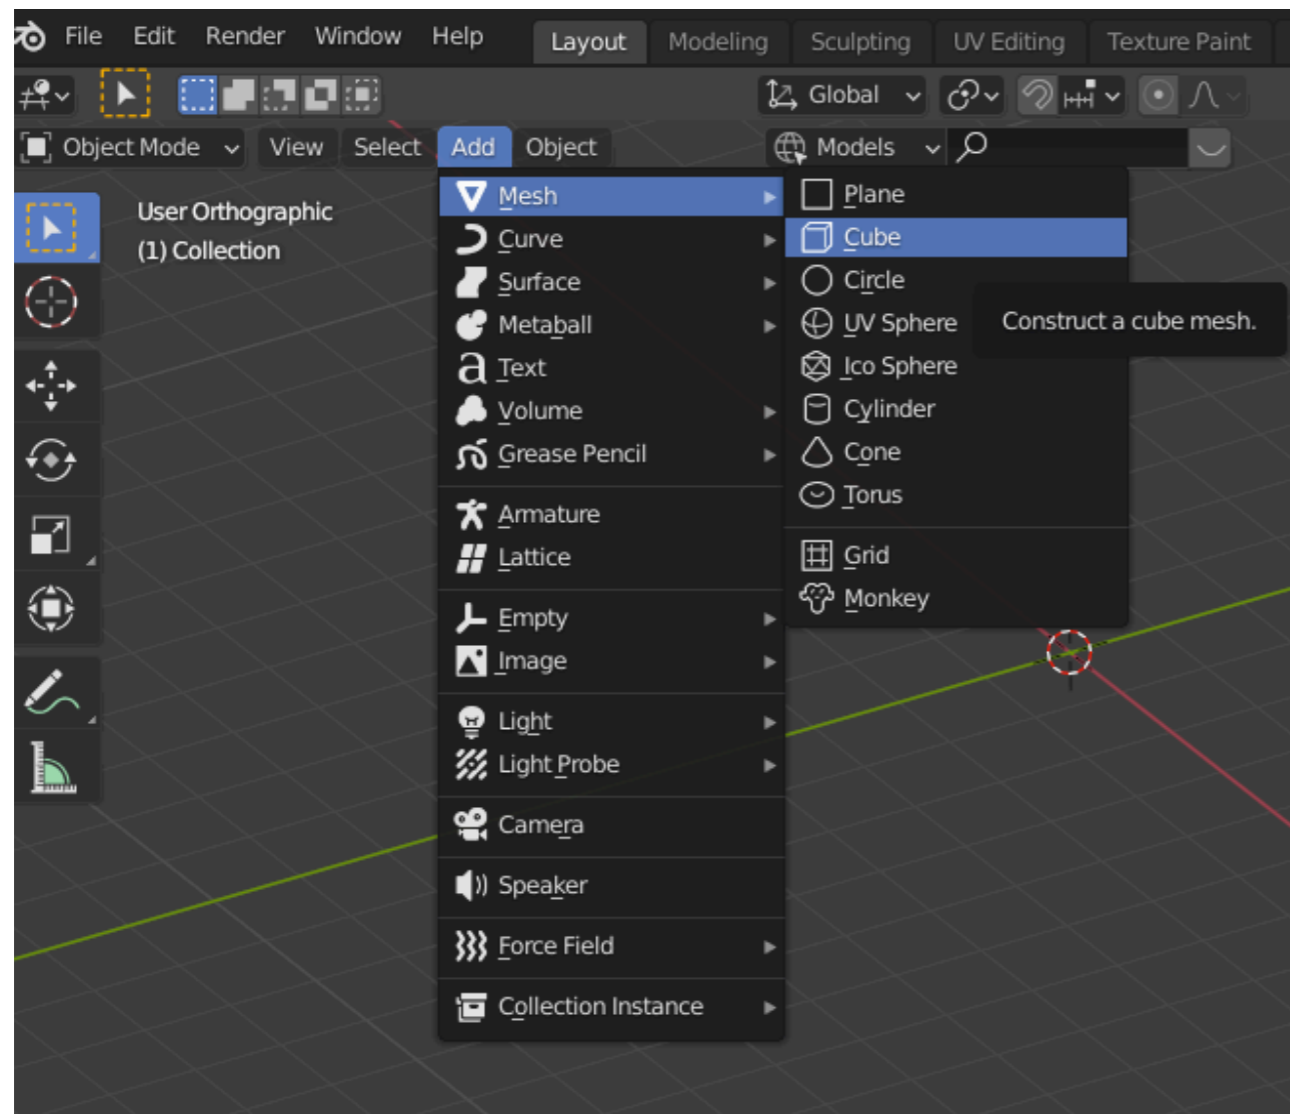 File Edit Render Window Help Layout Modeling Sculpting UV Editing Texture Paint
Global
Object Mode View Select Add Object Models
User Orthographic
(1) Collection
Mesh
Curve
Surface
Metaball
Text
Volume
Grease Pencil
Armature
Lattice
Empty
Image
Light
Light Probe
Camera
Speaker
Force Field
Collection Instance
Plane
Cube
Circle
UV Sphere
Ico Sphere
Cylinder
Cone
Torus
Grid
Monkey
Construct a cube mesh.